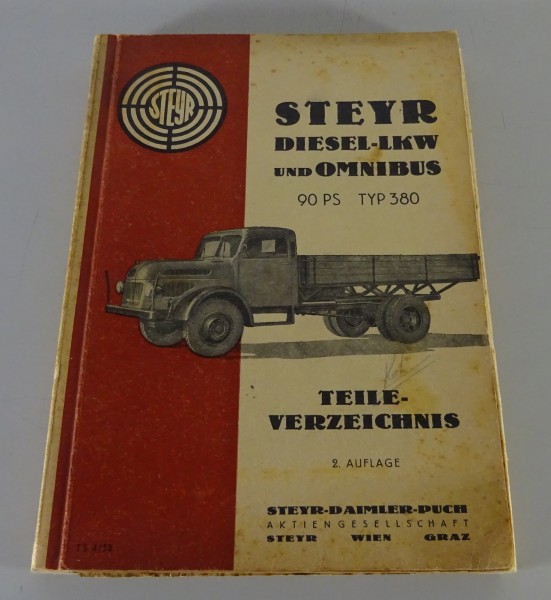 STEYR
STEYR
DIESEL-LKW
UND OMNIBUS
90 PS TYP 380
TEILE-
VERZEICHNIS
2. AUFLAGE
STEYR-DAIMLER-PUCH
AKTIENGESELLSCHAFT
STEYR WIEN GRAZ